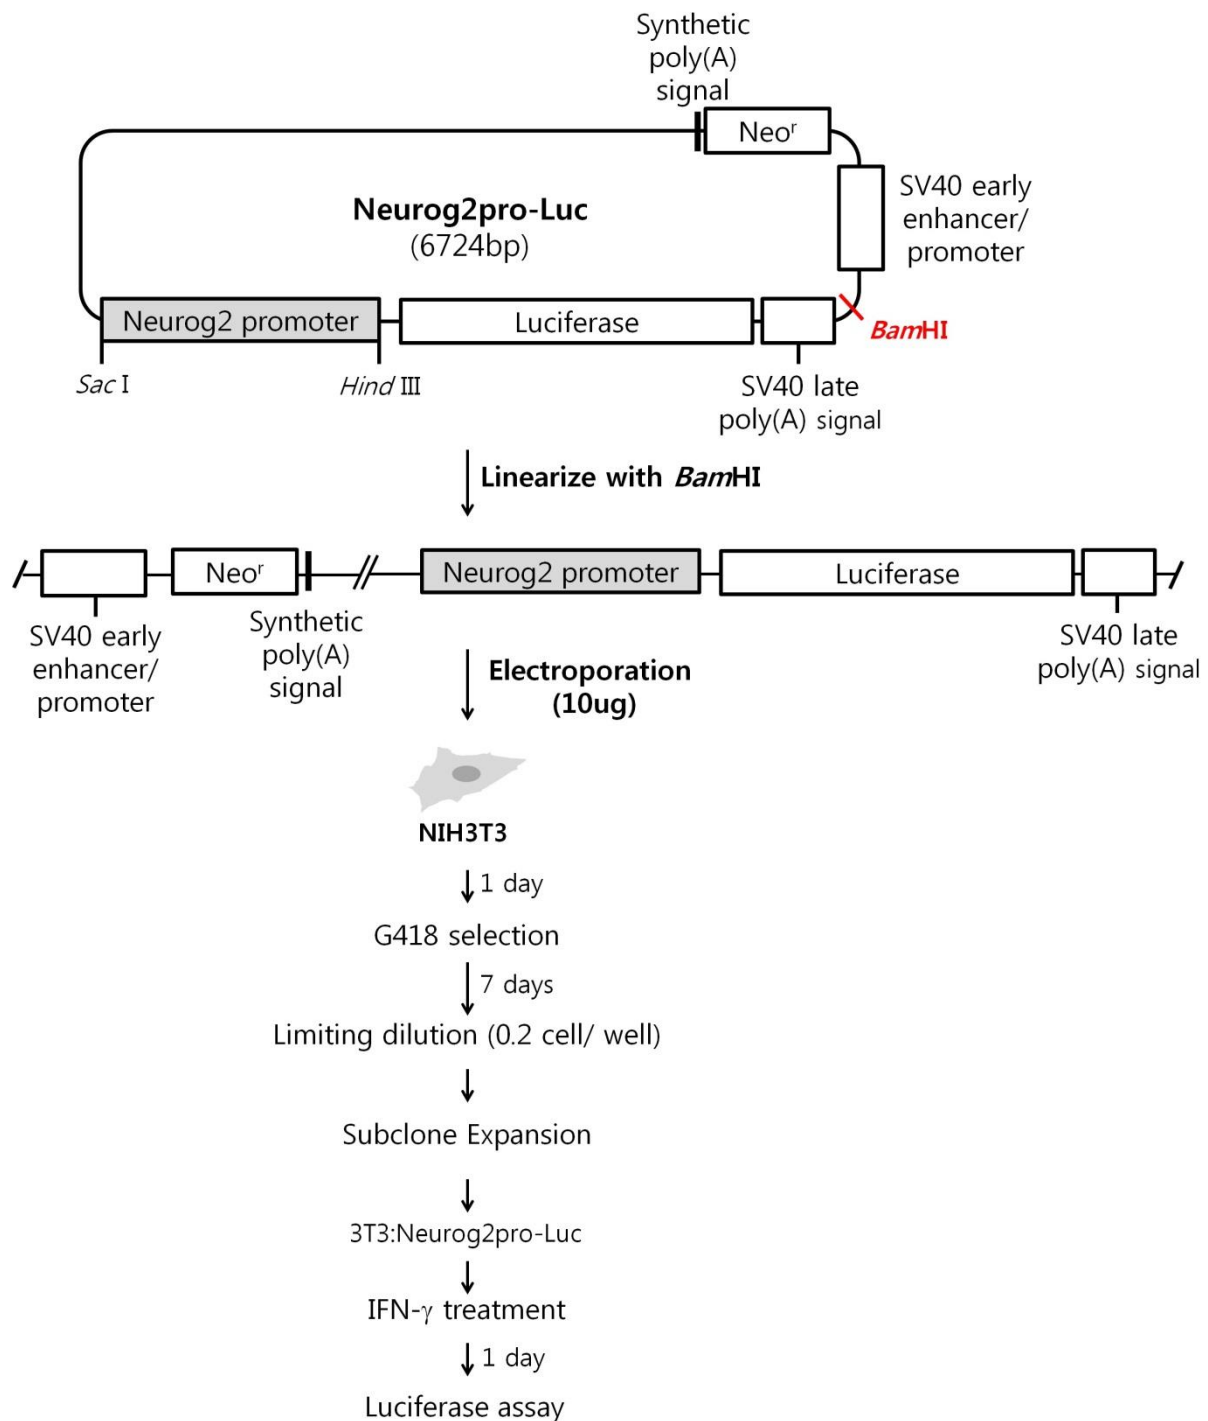 Synthetic
poly(A)
signal
Neoʳ
SV40 early
enhancer/
promoter
Neurog2pro-Luc
(6724bp)
Neurog2 promoter
Luciferase
BamHI
Sac I
Hind III
SV40 late
poly(A) signal
Linearize with BamHI
Neoʳ
Neurog2 promoter
Luciferase
SV40 early
enhancer/
promoter
Synthetic
poly(A)
signal
SV40 late
poly(A) signal
Electroporation
(10ug)
NIH3T3
1 day
G418 selection
7 days
Limiting dilution (0.2 cell/ well)
Subclone Expansion
3T3:Neurog2pro-Luc
IFN-γ treatment
1 day
Luciferase assay